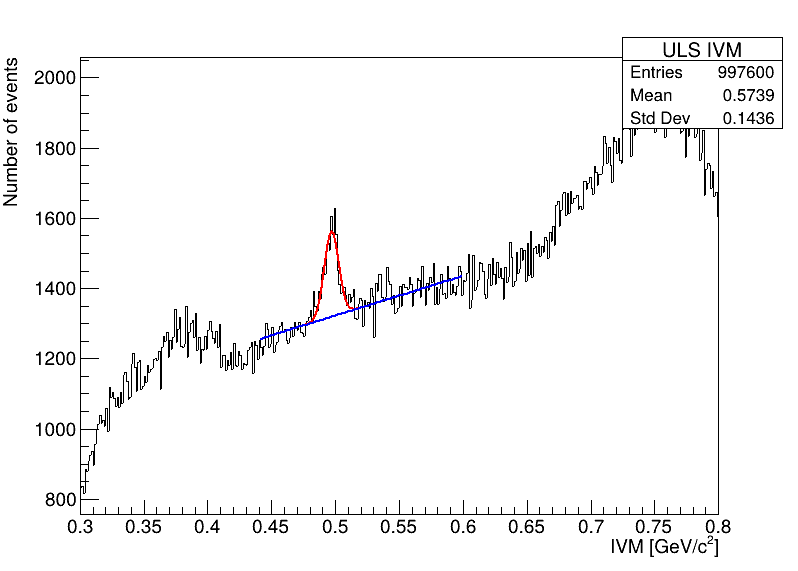 ULS IVM
Entries 997600
Mean 0.5739
Std Dev 0.1436
Number of events
2000
1800
1600
1400
1200
1000
800
0.3 0.35 0.4 0.45 0.5 0.55 0.6 0.65 0.7 0.75 0.8
IVM [GeV/c²]